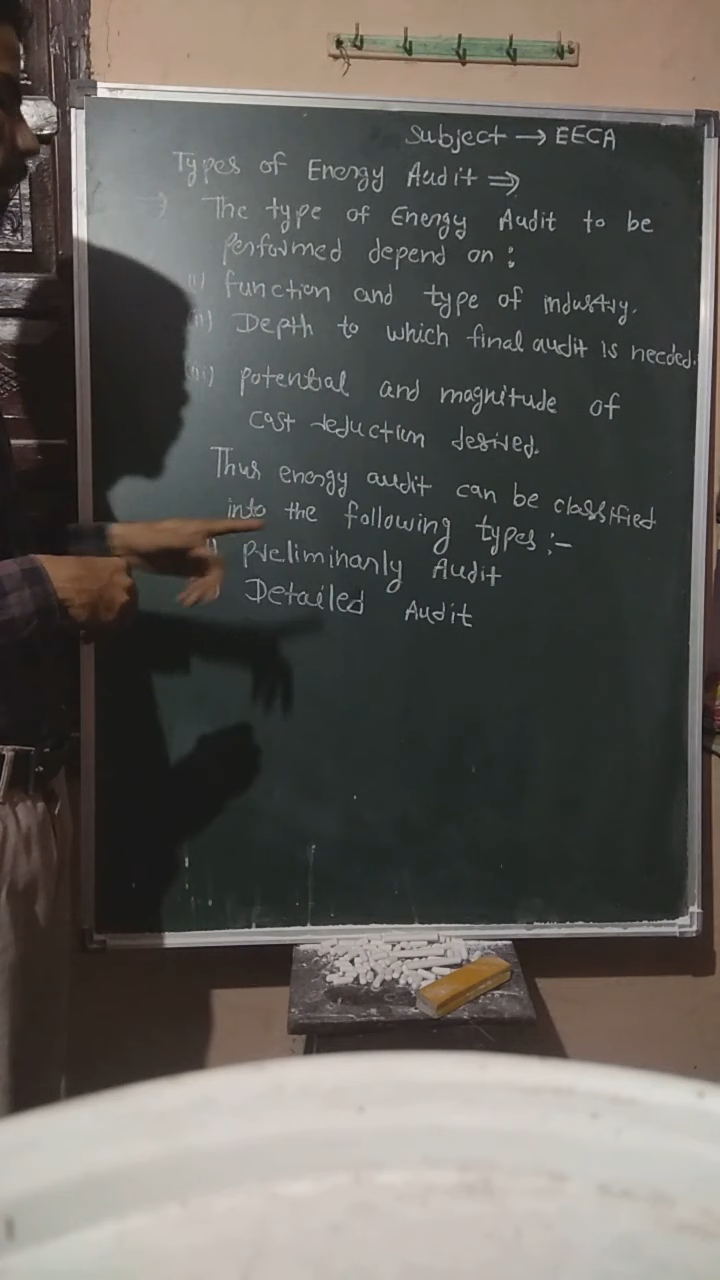 Subject → EECA
Types of Energy Audit ⇒
→ The type of Energy Audit to be
performed depend on :
(i) function and type of industry.
(ii) Depth to which final audit is needed.
(iii) potential and magnitude of
cast reduction desired.
Thus energy audit can be classified
into the following types :-
Preliminanly Audit
Detailed Audit